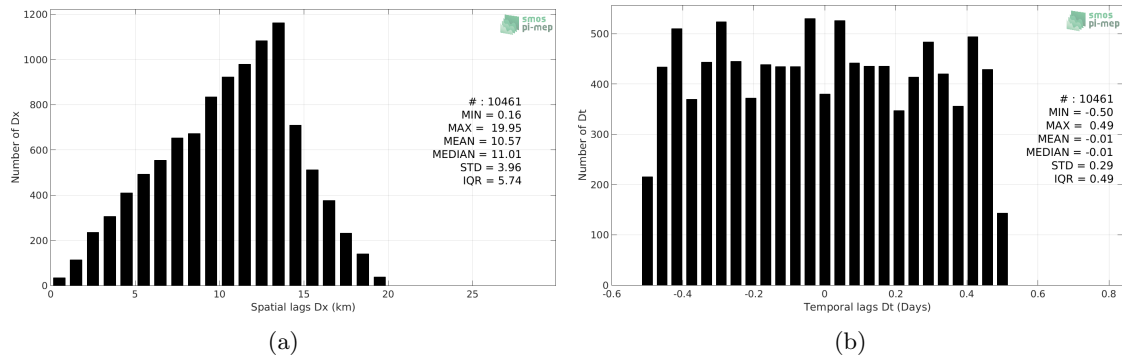 1200
1000
800
600
400
200
0
Number of Dx
smos
pi-mep
# : 10461
MIN = 0.16
MAX = 19.95
MEAN = 10.57
MEDIAN = 11.01
STD = 3.96
IQR = 5.74
0 5 10 15 20 25
Spatial lags Dx (km)
(a)
500
400
300
200
100
0
Number of Dt
smos
pi-mep
# : 10461
MIN = -0.50
MAX = 0.49
MEAN = -0.01
MEDIAN = -0.01
STD = 0.29
IQR = 0.49
-0.6 -0.4 -0.2 0 0.2 0.4 0.6 0.8
Temporal lags Dt (Days)
(b)